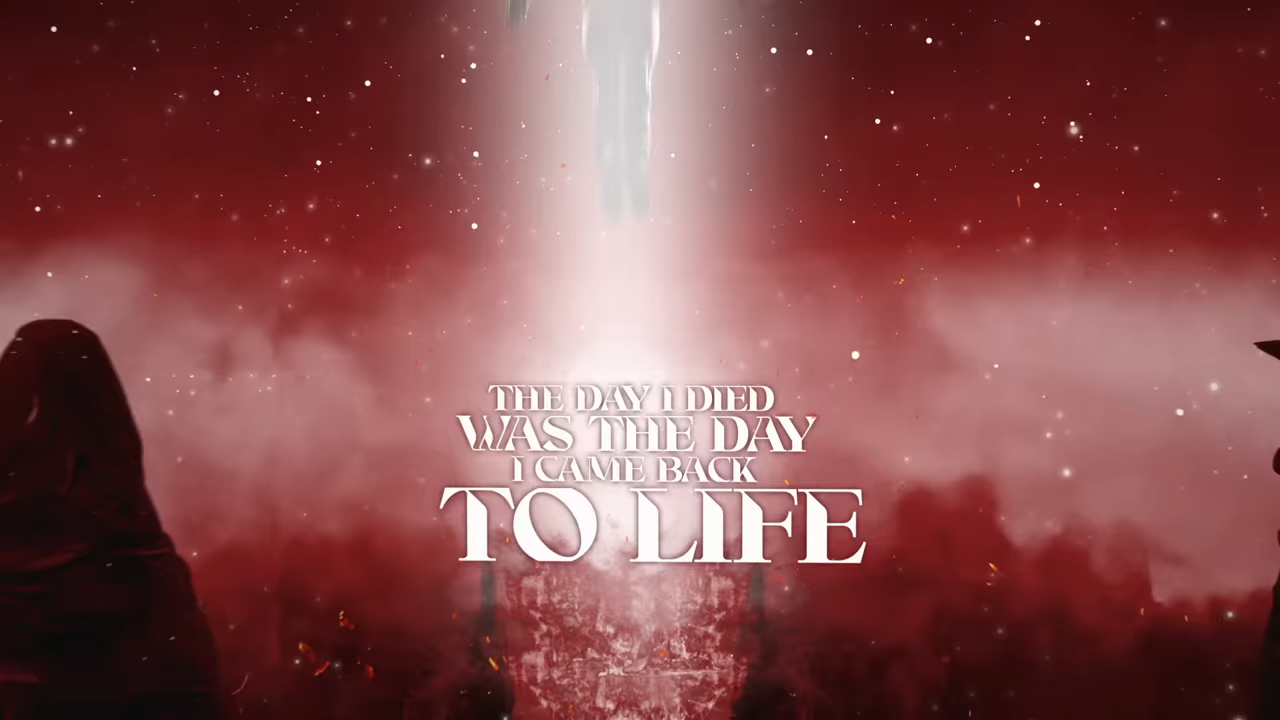 THE DAY I DIED
WAS THE DAY
I CAME BACK
TO LIFE